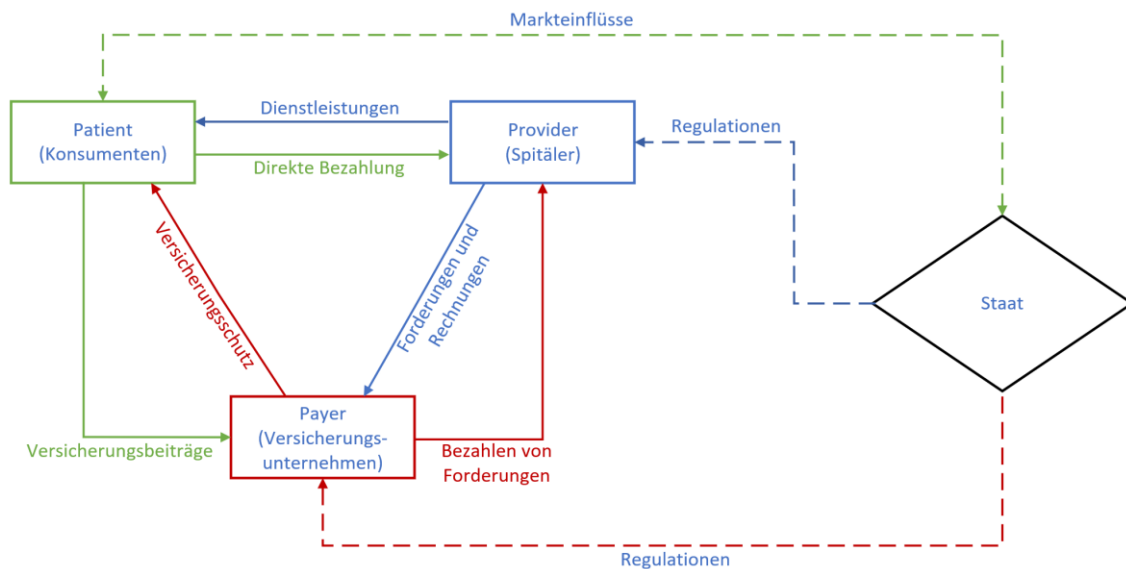 Markteinflüsse
Patient
(Konsumenten)
Dienstleistungen
Direkte Bezahlung
Provider
(Spitäler)
Regulationen
Versicherungsschutz
Forderungen und
Rechnungen
Staat
Payer
(Versicherungs-
unternehmen)
Versicherungsbeiträge
Bezahlen von
Forderungen
Regulationen